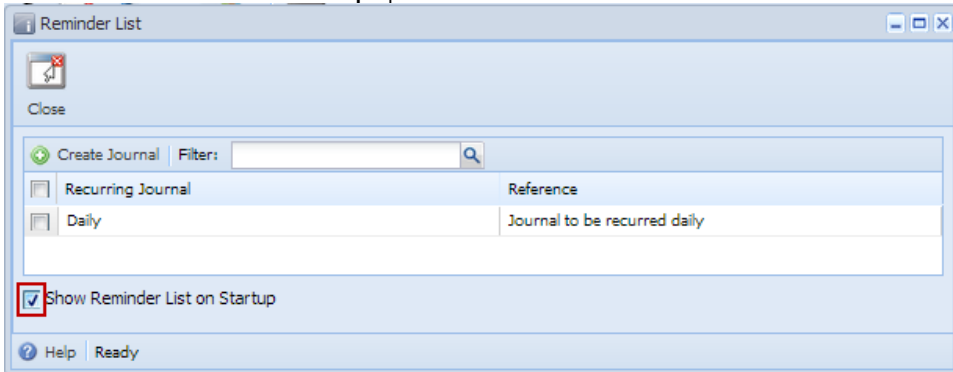 Reminder List
Close
Create Journal Filter:
Recurring Journal Reference
Daily Journal to be recurred daily
Show Reminder List on Startup
Help Ready